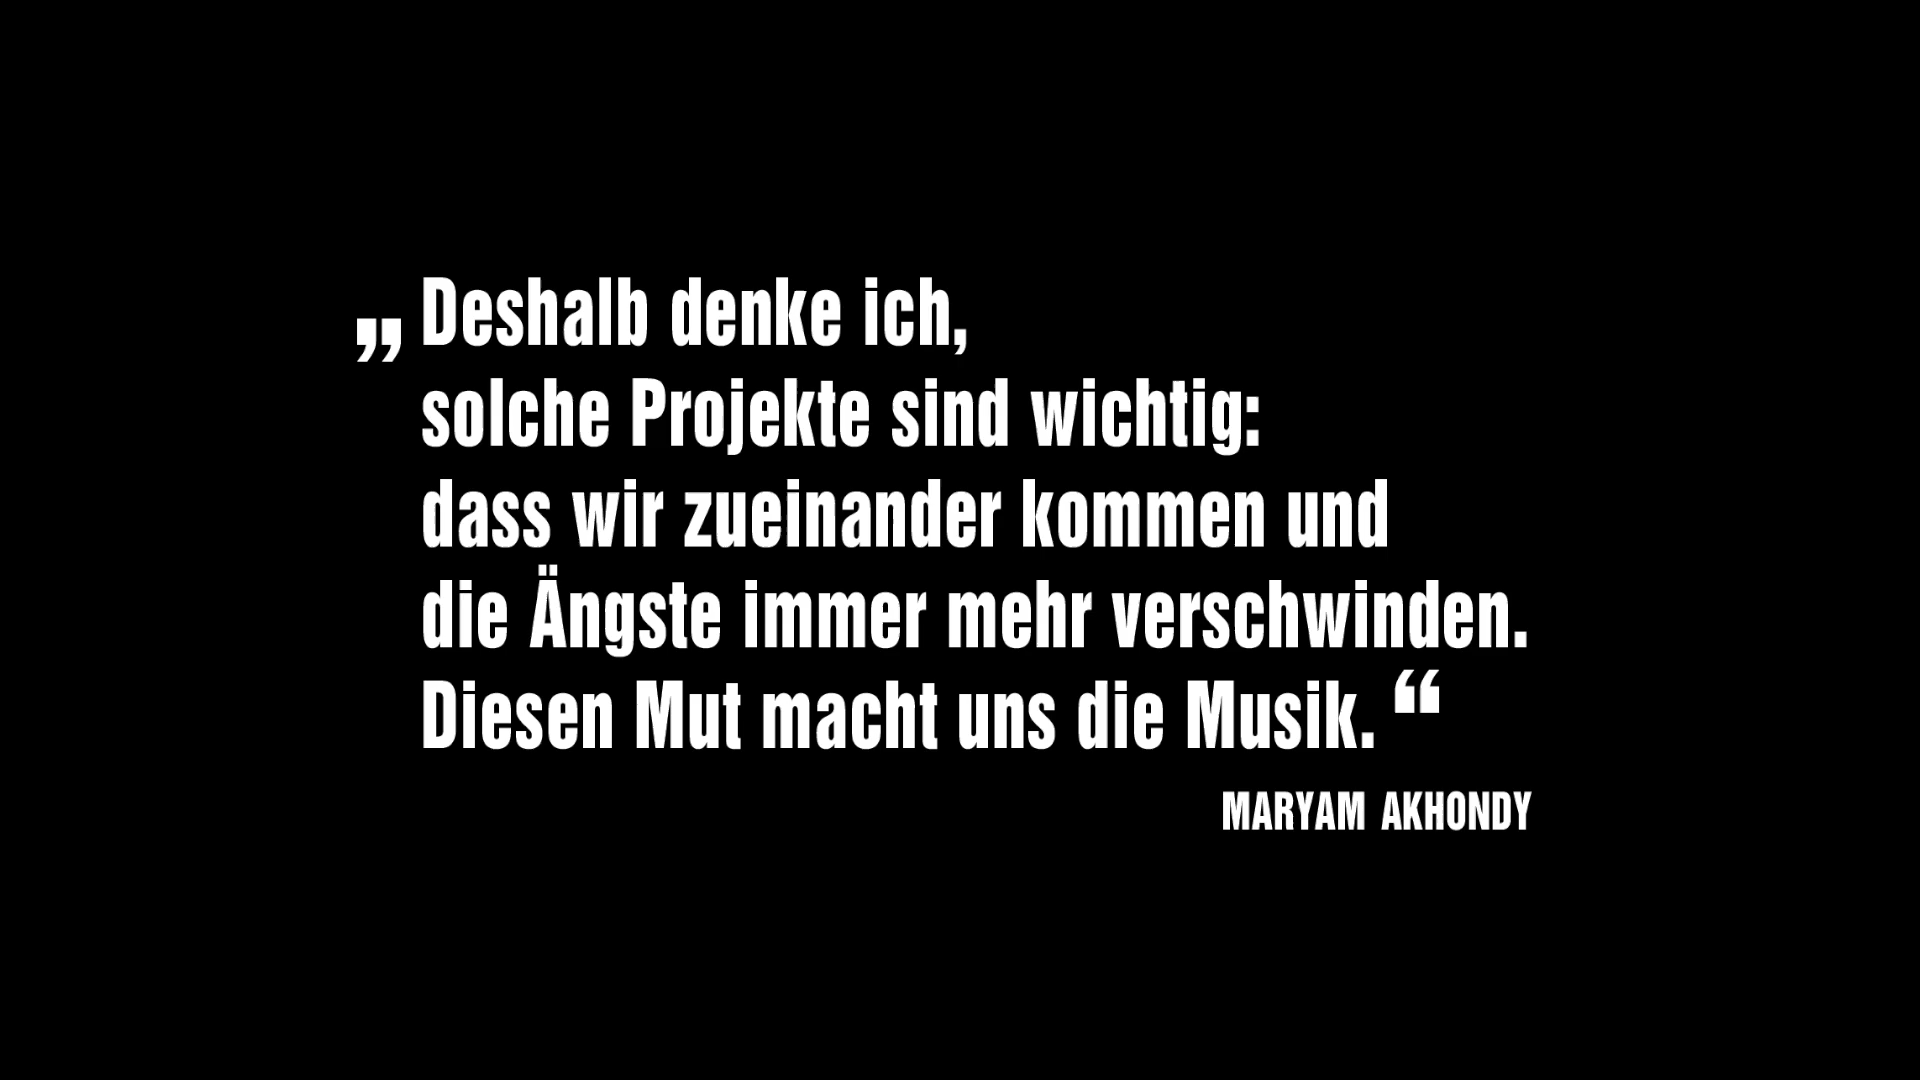 „Deshalb denke ich,
solche Projekte sind wichtig:
dass wir zueinander kommen und
die Ängste immer mehr verschwinden.
Diesen Mut macht uns die Musik.“
MARYAM AKHONDY